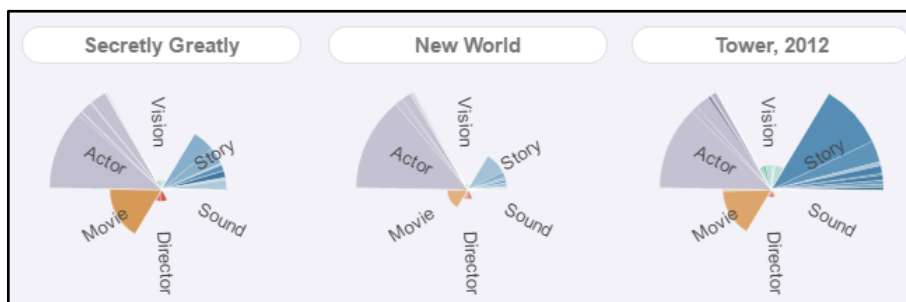 Secretly Greatly
New World
Tower, 2012
Vision
Story
Actor
Movie
Sound
Director
Vision
Story
Actor
Movie
Sound
Director
Vision
Story
Actor
Movie
Sound
Director